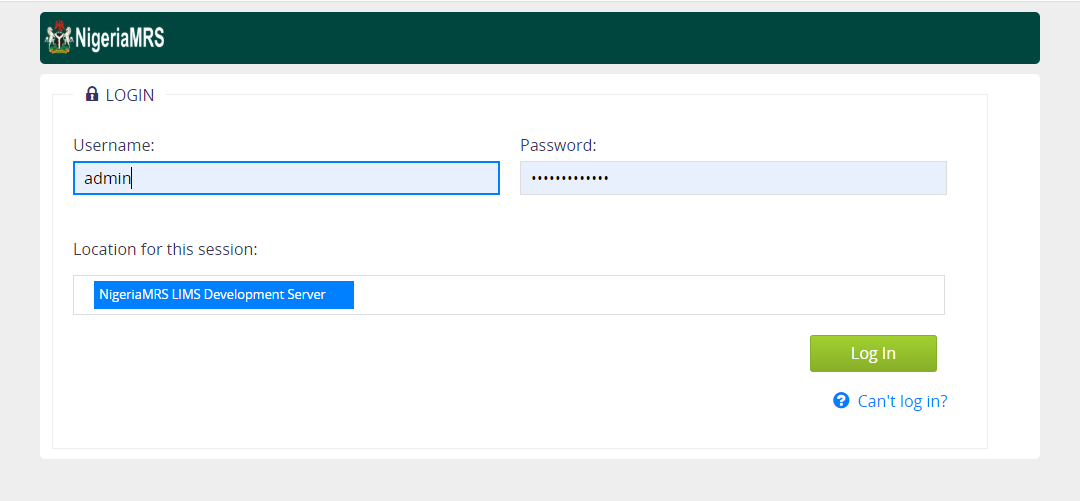 NigeriaMRS
LOGIN
Username:
Password:
admin
•••••••••••••
Location for this session:
NigeriaMRS LIMS Development Server
Log In
? Can't log in?